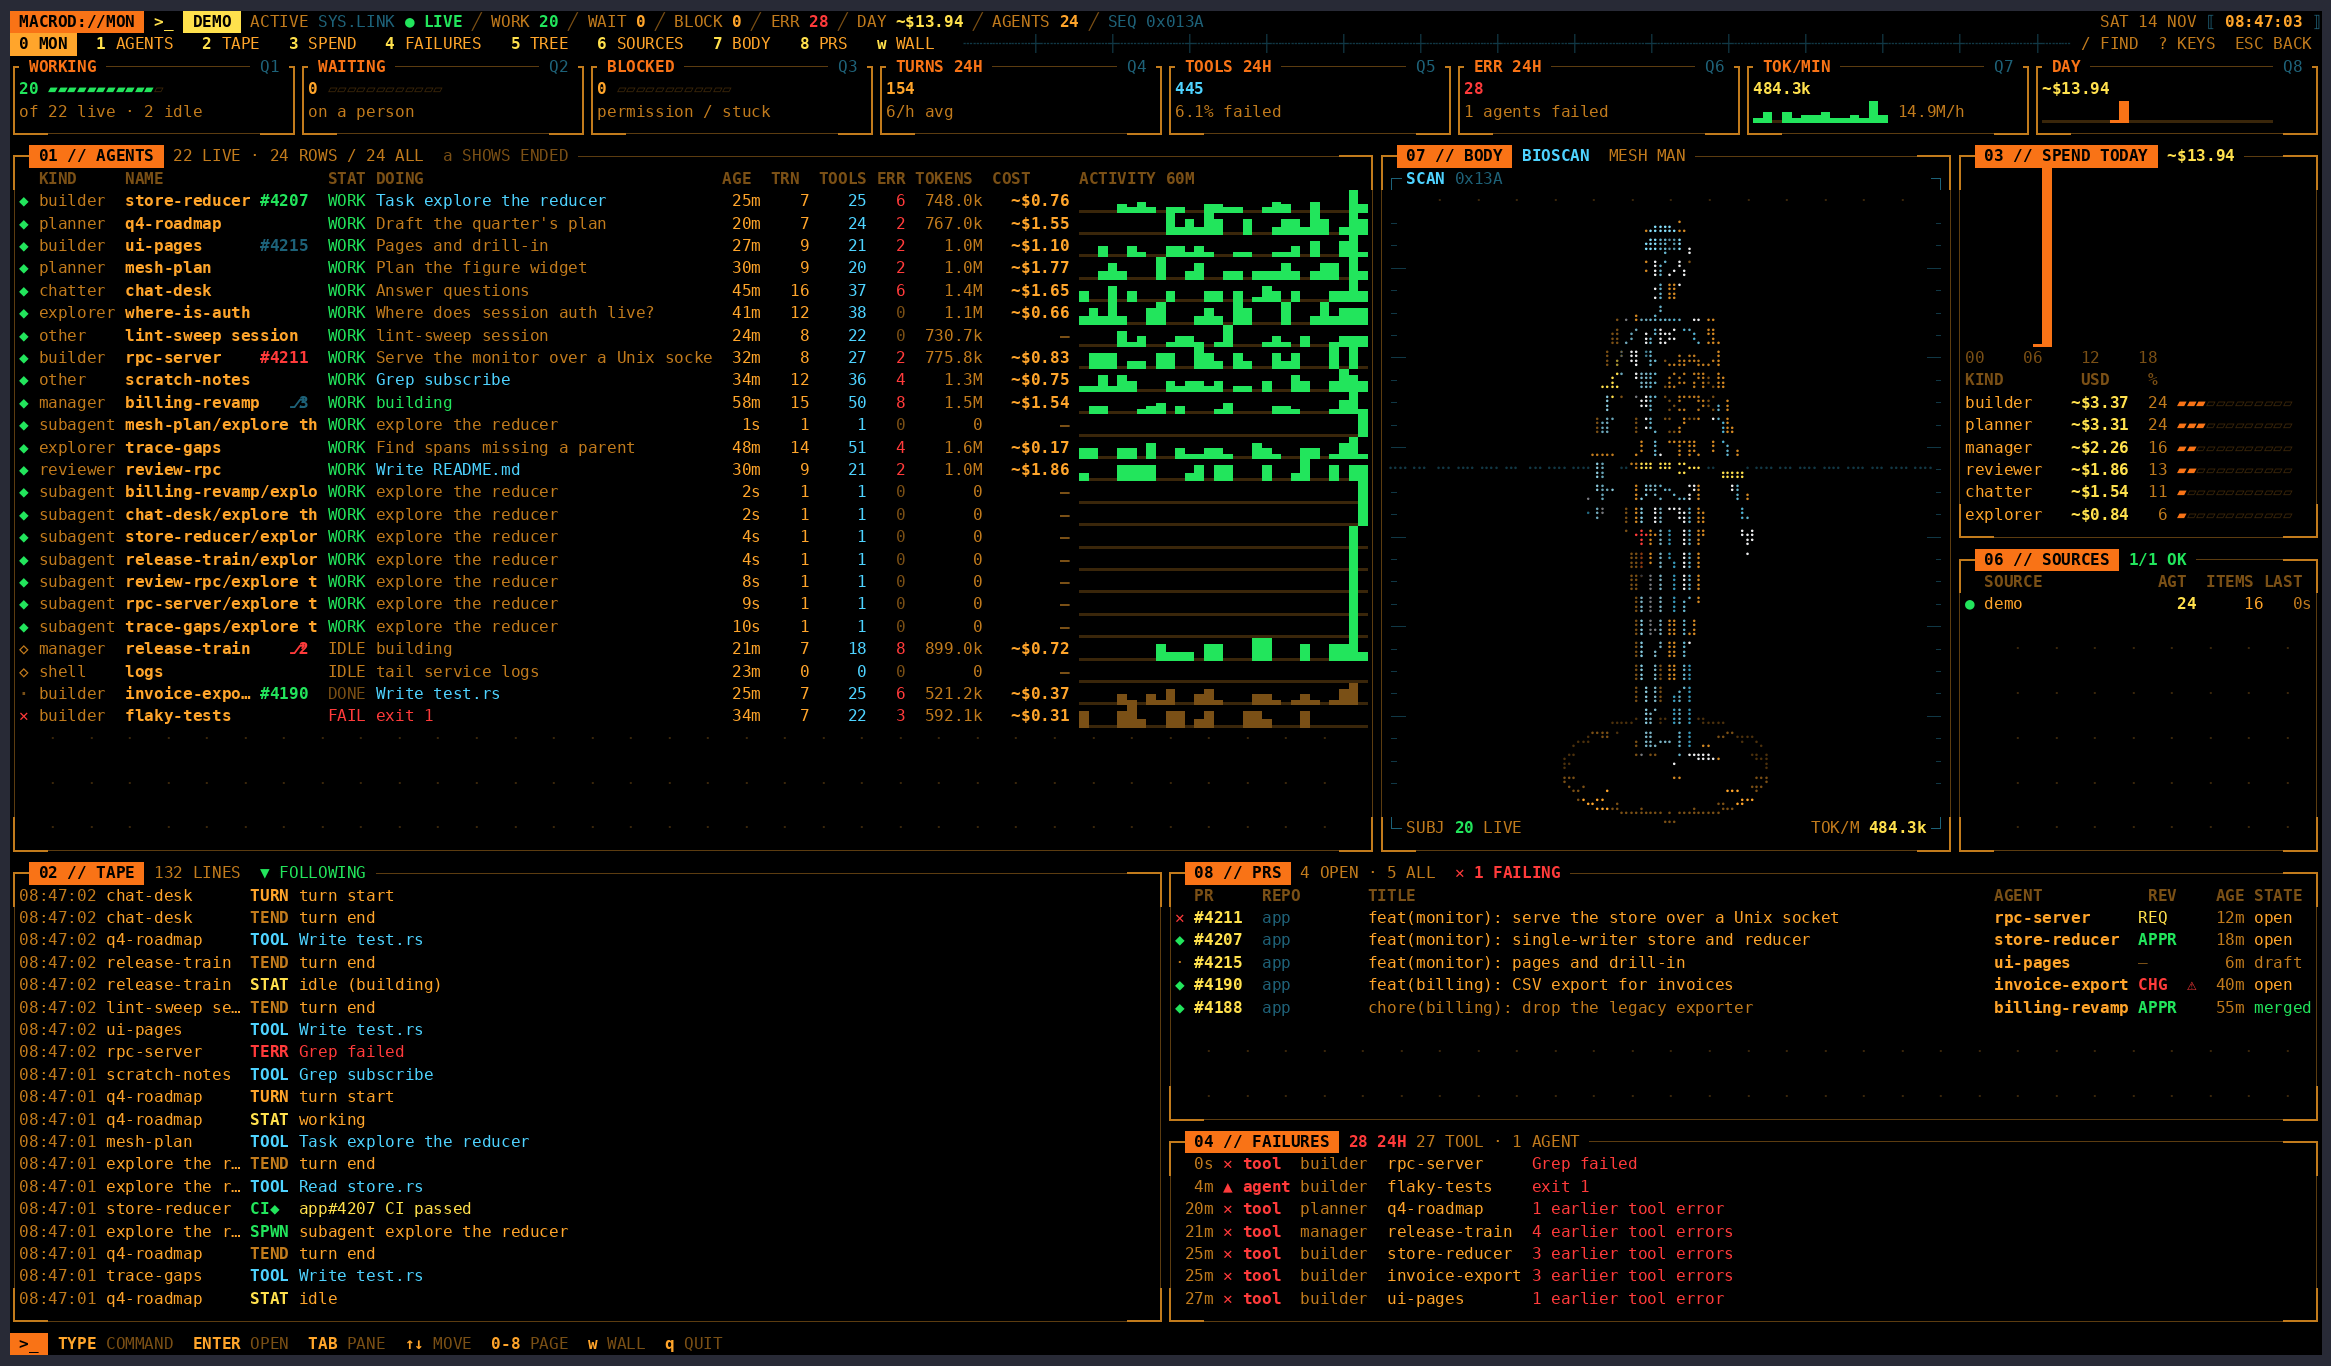 MACROD://MON >_ DEMO ACTIVE SYS.LINK ● LIVE / WORK 20 / WAIT 0 / BLOCK 0 / ERR 28 / DAY ~$13.94 / AGENTS 24 / SEQ 0x013A SAT 14 NOV 08:47:03
0 MON 1 AGENTS 2 TAPE 3 SPEND 4 FAILURES 5 TREE 6 SOURCES 7 BODY 8 PRS w WALL / FIND ? KEYS ESC BACK
WORKING Q1 WAITING Q2 BLOCKED Q3 TURNS 24H Q4 TOOLS 24H Q5 ERR 24H Q6 TOK/MIN Q7 DAY Q8
20 0 0 154 445 28 484.3k ~$13.94
of 22 live · 2 idle on a person permission / stuck 6/h avg 6.1% failed 1 agents failed 14.9M/h
01 // AGENTS 22 LIVE · 24 ROWS / 24 ALL a SHOWS ENDED
KIND NAME STAT DOING AGE TRN TOOLS ERR TOKENS COST ACTIVITY 60M
◆ builder store-reducer #4207 WORK Task explore the reducer 25m 7 25 6 748.0k ~$0.76
◆ planner q4-roadmap WORK Draft the quarter's plan 20m 7 24 2 767.0k ~$1.55
◆ builder ui-pages #4215 WORK Pages and drill-in 27m 9 21 2 1.0M ~$1.10
◆ planner mesh-plan WORK Plan the figure widget 30m 9 20 2 1.0M ~$1.77
◆ chatter chat-desk WORK Answer questions 45m 16 37 6 1.4M ~$1.65
◆ explorer where-is-auth WORK Where does session auth live? 41m 12 38 0 1.1M ~$0.66
◆ other lint-sweep session WORK lint-sweep session 24m 8 22 0 730.7k —
◆ builder rpc-server #4211 WORK Serve the monitor over a Unix socke 32m 8 27 2 775.8k ~$0.83
◆ other scratch-notes WORK Grep subscribe 34m 12 36 4 1.3M ~$0.75
◆ manager billing-revamp 3 WORK building 58m 15 50 8 1.5M ~$1.54
◆ subagent mesh-plan/explore th WORK explore the reducer 1s 1 1 0 0 —
◆ explorer trace-gaps WORK Find spans missing a parent 48m 14 51 4 1.6M ~$0.17
◆ reviewer review-rpc WORK Write README.md 30m 9 21 2 1.0M ~$1.86
◆ subagent billing-revamp/explo WORK explore the reducer 2s 1 1 0 0 —
◆ subagent chat-desk/explore th WORK explore the reducer 2s 1 1 0 0 —
◆ subagent store-reducer/explor WORK explore the reducer 4s 1 1 0 0 —
◆ subagent release-train/explor WORK explore the reducer 4s 1 1 0 0 —
◆ subagent review-rpc/explore t WORK explore the reducer 8s 1 1 0 0 —
◆ subagent rpc-server/explore t WORK explore the reducer 9s 1 1 0 0 —
◆ subagent trace-gaps/explore t WORK explore the reducer 10s 1 1 0 0 —
◇ manager release-train 2 IDLE building 21m 7 18 8 899.0k ~$0.72
◇ shell logs IDLE tail service logs 23m 0 0 0 0 —
· builder invoice-expo… #4190 DONE Write test.rs 25m 7 25 6 521.2k ~$0.37
✕ builder flaky-tests FAIL exit 1 34m 7 22 3 592.1k ~$0.31
07 // BODY BIOSCAN MESH MAN
SCAN 0x13A
SUBJ 20 LIVE TOK/M 484.3k
03 // SPEND TODAY ~$13.94
00 06 12 18
KIND USD %
builder ~$3.37 24
planner ~$3.31 24
manager ~$2.26 16
reviewer ~$1.86 13
chatter ~$1.54 11
explorer ~$0.84 6
06 // SOURCES 1/1 OK
SOURCE AGT ITEMS LAST
● demo 24 16 0s
02 // TAPE 132 LINES ▼ FOLLOWING
08:47:02 chat-desk TURN turn start
08:47:02 chat-desk TEND turn end
08:47:02 q4-roadmap TOOL Write test.rs
08:47:02 release-train TEND turn end
08:47:02 release-train STAT idle (building)
08:47:02 lint-sweep se… TEND turn end
08:47:02 ui-pages TOOL Write test.rs
08:47:02 rpc-server TERR Grep failed
08:47:01 scratch-notes TOOL Grep subscribe
08:47:01 q4-roadmap TURN turn start
08:47:01 q4-roadmap STAT working
08:47:01 mesh-plan TOOL Task explore the reducer
08:47:01 explore the r… TEND turn end
08:47:01 explore the r… TOOL Read store.rs
08:47:01 store-reducer CI◆ app#4207 CI passed
08:47:01 explore the r… SPWN subagent explore the reducer
08:47:01 q4-roadmap TEND turn end
08:47:01 trace-gaps TOOL Write test.rs
08:47:01 q4-roadmap STAT idle
08 // PRS 4 OPEN · 5 ALL ✕ 1 FAILING
PR REPO TITLE AGENT REV AGE STATE
✕ #4211 app feat(monitor): serve the store over a Unix socket rpc-server REQ 12m open
◆ #4207 app feat(monitor): single-writer store and reducer store-reducer APPR 18m open
· #4215 app feat(monitor): pages and drill-in ui-pages — 6m draft
◆ #4190 app feat(billing): CSV export for invoices invoice-export CHG ⚠ 40m open
◆ #4188 app chore(billing): drop the legacy exporter billing-revamp APPR 55m merged
04 // FAILURES 28 24H 27 TOOL · 1 AGENT
0s ✕ tool builder rpc-server Grep failed
4m ▲ agent builder flaky-tests exit 1
20m ✕ tool planner q4-roadmap 1 earlier tool error
21m ✕ tool manager release-train 4 earlier tool errors
25m ✕ tool builder store-reducer 3 earlier tool errors
25m ✕ tool builder invoice-export 3 earlier tool errors
27m ✕ tool builder ui-pages 1 earlier tool error
>_ TYPE COMMAND ENTER OPEN TAB PANE ↑↓ MOVE 0-8 PAGE w WALL q QUIT